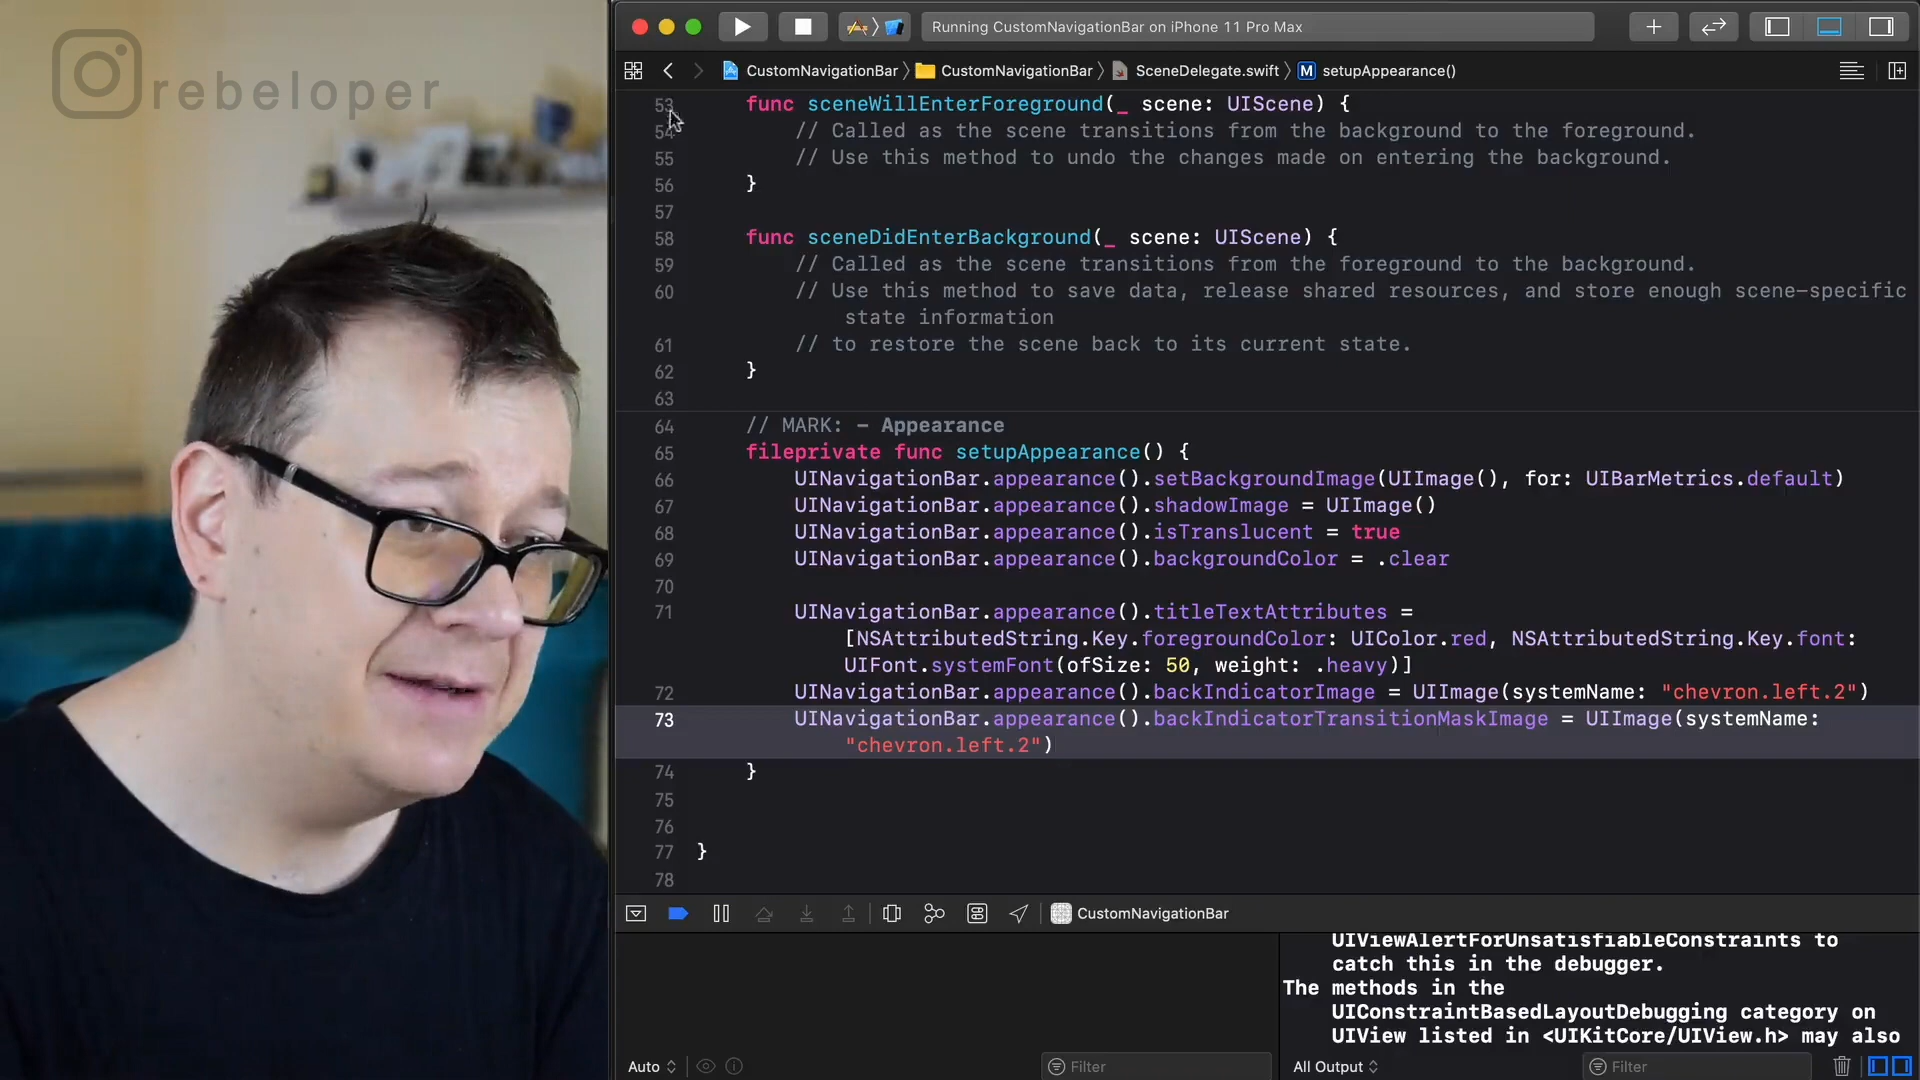 rebeloper
Running CustomNavigationBar on iPhone 11 Pro Max
CustomNavigationBar CustomNavigationBar SceneDelegate.swift M setupAppearance()
53 func sceneWillEnterForeground(_ scene: UIScene) {
54 // Called as the scene transitions from the background to the foreground.
55 // Use this method to undo the changes made on entering the background.
56 }
57
58 func sceneDidEnterBackground(_ scene: UIScene) {
59 // Called as the scene transitions from the foreground to the background.
60 // Use this method to save data, release shared resources, and store enough scene-specific
state information
61 // to restore the scene back to its current state.
62 }
63
64 // MARK: - Appearance
65 fileprivate func setupAppearance() {
66 UINavigationBar.appearance().setBackgroundImage(UIImage(), for: UIBarMetrics.default)
67 UINavigationBar.appearance().shadowImage = UIImage()
68 UINavigationBar.appearance().isTranslucent = true
69 UINavigationBar.appearance().backgroundColor = .clear
70
71 UINavigationBar.appearance().titleTextAttributes =
[NSAttributedString.Key.foregroundColor: UIColor.red, NSAttributedString.Key.font:
UIFont.systemFont(ofSize: 50, weight: .heavy)]
72 UINavigationBar.appearance().backIndicatorImage = UIImage(systemName: "chevron.left.2")
73 UINavigationBar.appearance().backIndicatorTransitionMaskImage = UIImage(systemName:
"chevron.left.2")
74 }
75
76
77 }
78
CustomNavigationBar
UIViewAlertForUnsatisfiableConstraints to
catch this in the debugger.
The methods in the
UIConstraintBasedLayoutDebugging category on
UIView listed in <UIKitCore/UIView.h> may also
Auto Filter All Output Filter